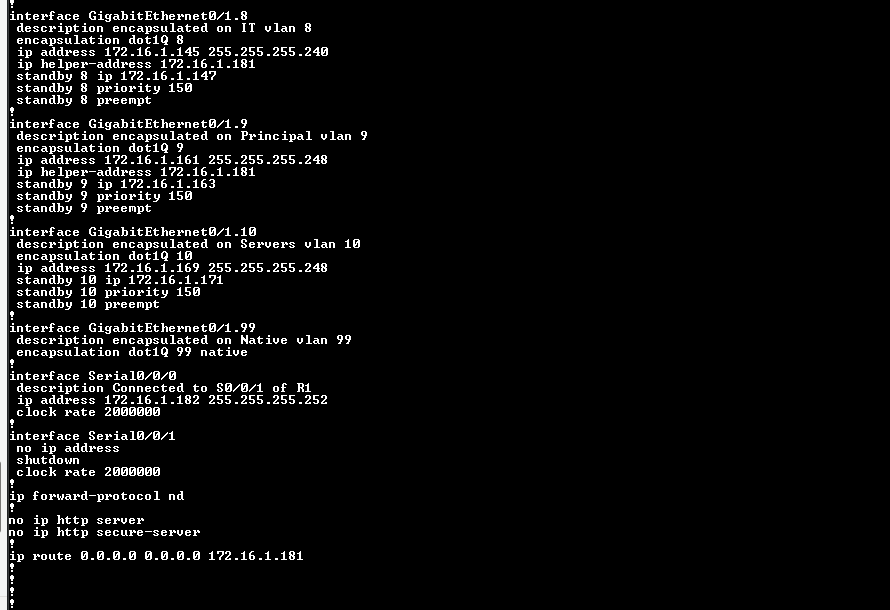 !
interface GigabitEthernet0/1.8
 description encapsulated on IT vlan 8
 encapsulation dot1Q 8
 ip address 172.16.1.145 255.255.255.240
 ip helper-address 172.16.1.181
 standby 8 ip 172.16.1.147
 standby 8 priority 150
 standby 8 preempt
!
interface GigabitEthernet0/1.9
 description encapsulated on Principal vlan 9
 encapsulation dot1Q 9
 ip address 172.16.1.161 255.255.255.248
 ip helper-address 172.16.1.181
 standby 9 ip 172.16.1.163
 standby 9 priority 150
 standby 9 preempt
!
interface GigabitEthernet0/1.10
 description encapsulated on Servers vlan 10
 encapsulation dot1Q 10
 ip address 172.16.1.169 255.255.255.248
 standby 10 ip 172.16.1.171
 standby 10 priority 150
 standby 10 preempt
!
interface GigabitEthernet0/1.99
 description encapsulated on Native vlan 99
 encapsulation dot1Q 99 native
!
interface Serial0/0/0
 description Connected to S0/0/1 of R1
 ip address 172.16.1.182 255.255.255.252
 clock rate 2000000
!
interface Serial0/0/1
 no ip address
 shutdown
 clock rate 2000000
!
ip forward-protocol nd
!
no ip http server
no ip http secure-server
!
ip route 0.0.0.0 0.0.0.0 172.16.1.181
!
!
!
!